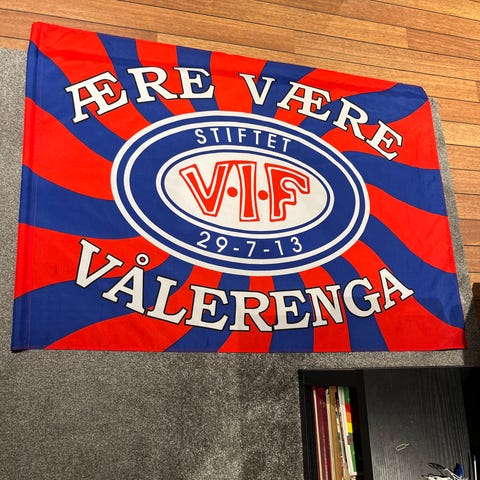 ÆRE VÆRE
STIFTET
V·I·F
29-7-13
VÅLERENGA